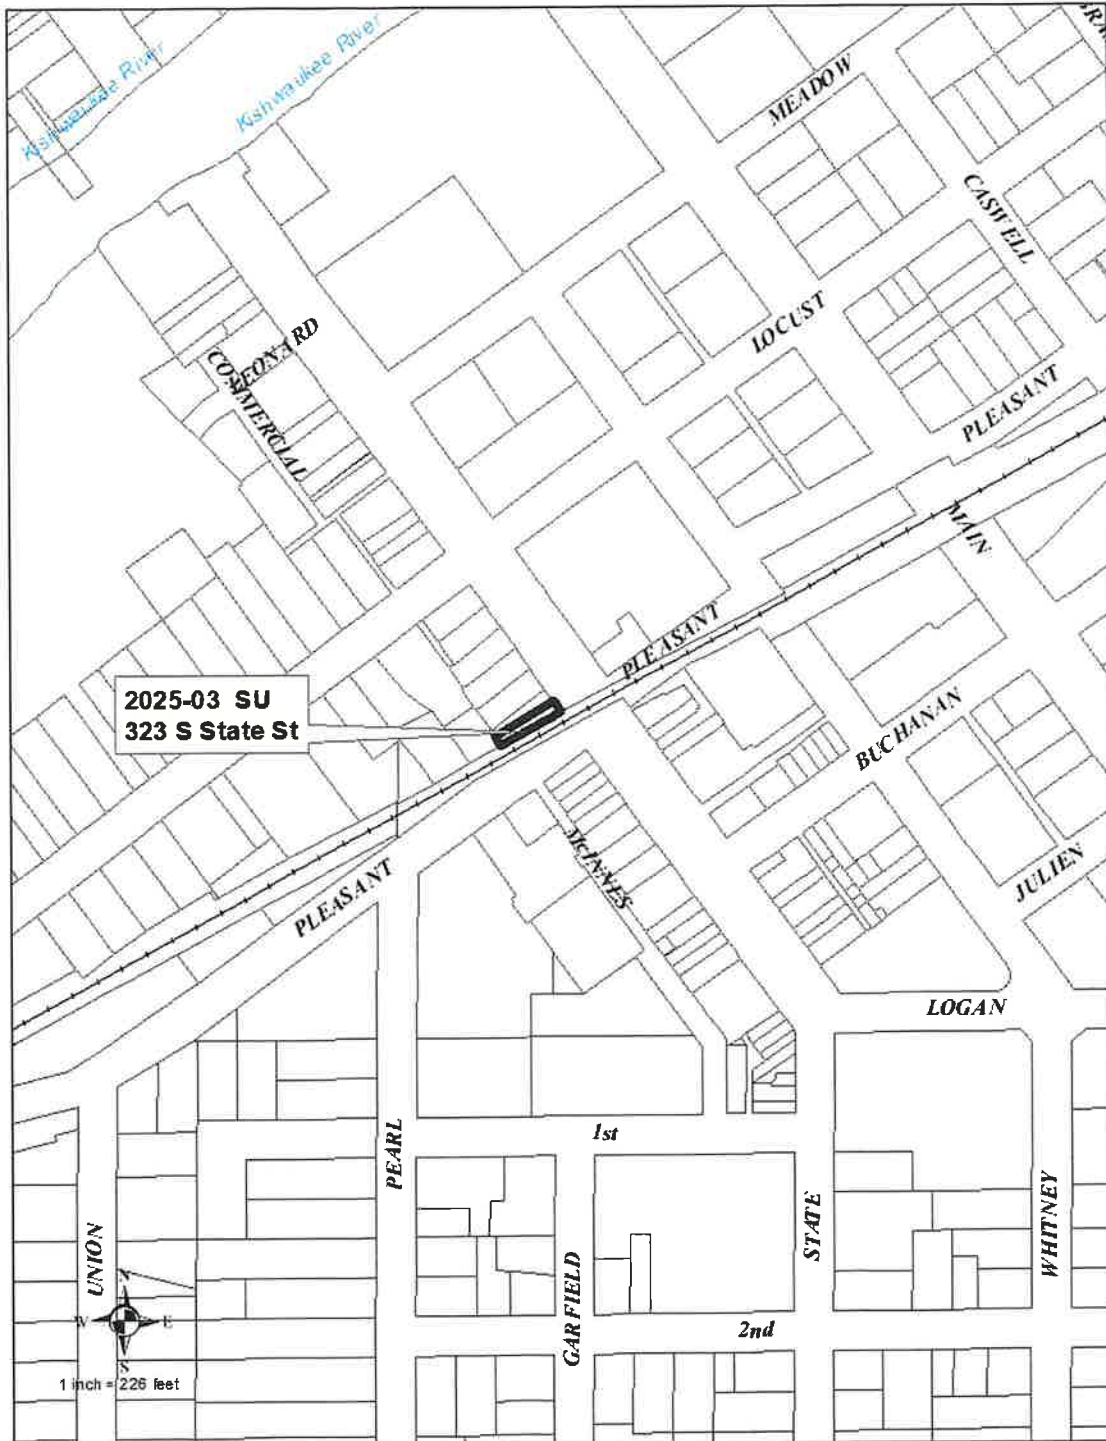 Kishwaukee River
Kishwaukee River
MEADOW
CASWELL
LOCUST
LEONARD
COMMERCIAL
PLEASANT
MAIN
PLEASANT
2025-03 SU
323 S State St
BUCHANAN
McINNES
JULIEN
PLEASANT
LOGAN
1st
PEARL
STATE
WHITNEY
UNION
GARFIELD
2nd
N
W E
S
1 inch = 226 feet